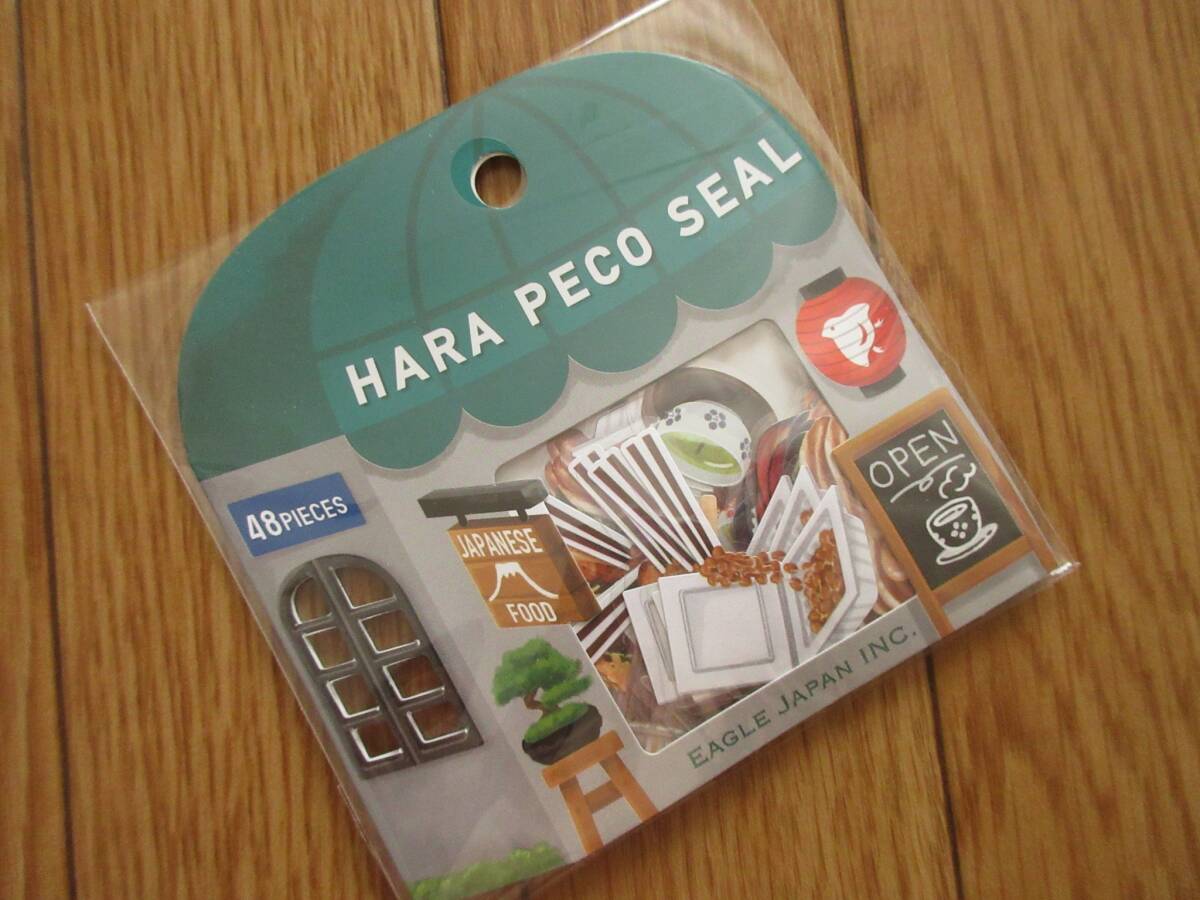 HARA PECO SEAL
48PIECES
JAPANESE
FOOD
OPEN
EAGLE JAPAN INC.